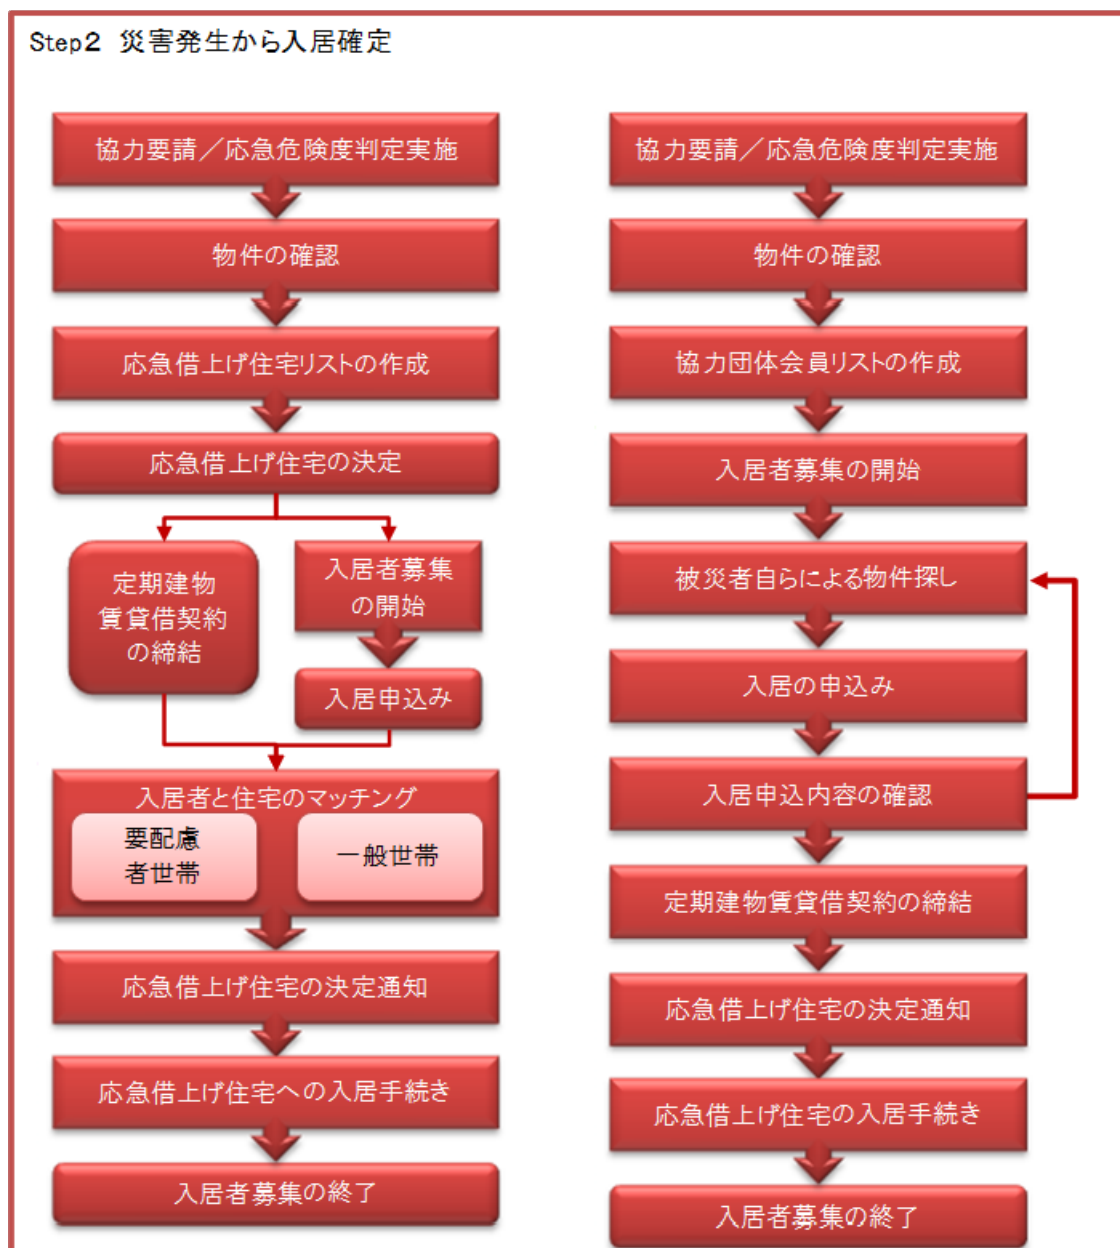 Step2 災害発生から入居確定
協力要請／応急危険度判定実施
物件の確認
応急借上げ住宅リストの作成
応急借上げ住宅の決定
定期建物
賃貸借契約
の締結
入居者募集
の開始
入居申込み
入居者と住宅のマッチング
要配慮
者世帯
一般世帯
応急借上げ住宅の決定通知
応急借上げ住宅への入居手続き
入居者募集の終了
協力要請／応急危険度判定実施
物件の確認
協力団体会員リストの作成
入居者募集の開始
被災者自らによる物件探し
入居の申込み
入居申込内容の確認
定期建物賃貸借契約の締結
応急借上げ住宅の決定通知
応急借上げ住宅の入居手続き
入居者募集の終了